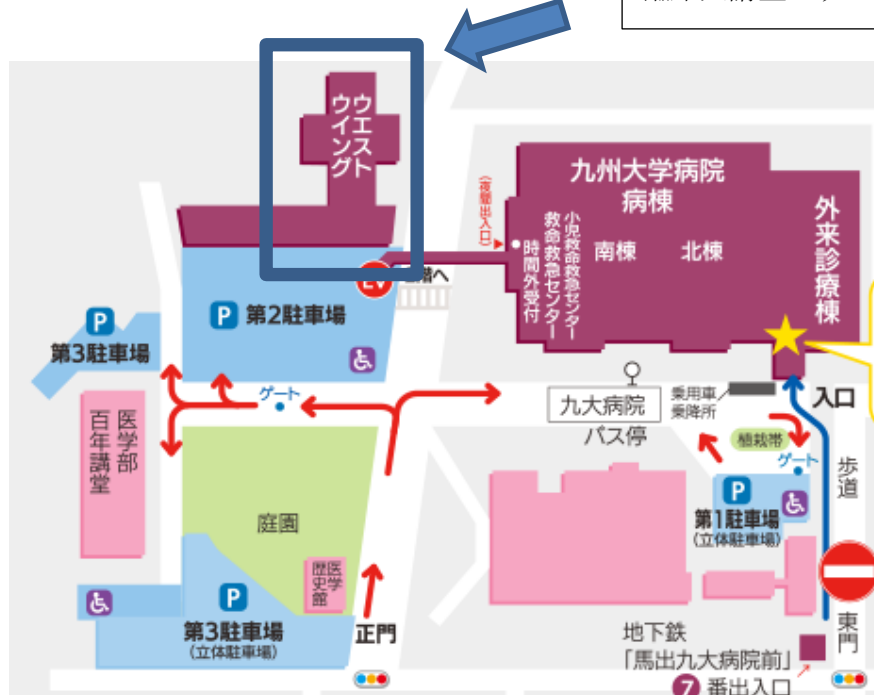 ウエスト
ウイング
九州大学病院
病棟
(夜間出入口)
小児救命救急センター
救命救急センター
時間外受付
南棟
北棟
外来診療棟
EV
階へ
P 第2駐車場
P
第3駐車場
ゲート
医学部
百年講堂
庭園
医学
歴史館
P
第3駐車場
(立体駐車場)
正門
九大病院
バス停
乗用車
乗降所
入口
植栽帯
ゲート
P
第1駐車場
(立体駐車場)
歩道
東門
地下鉄
「馬出九大病院前」
7 番出入口